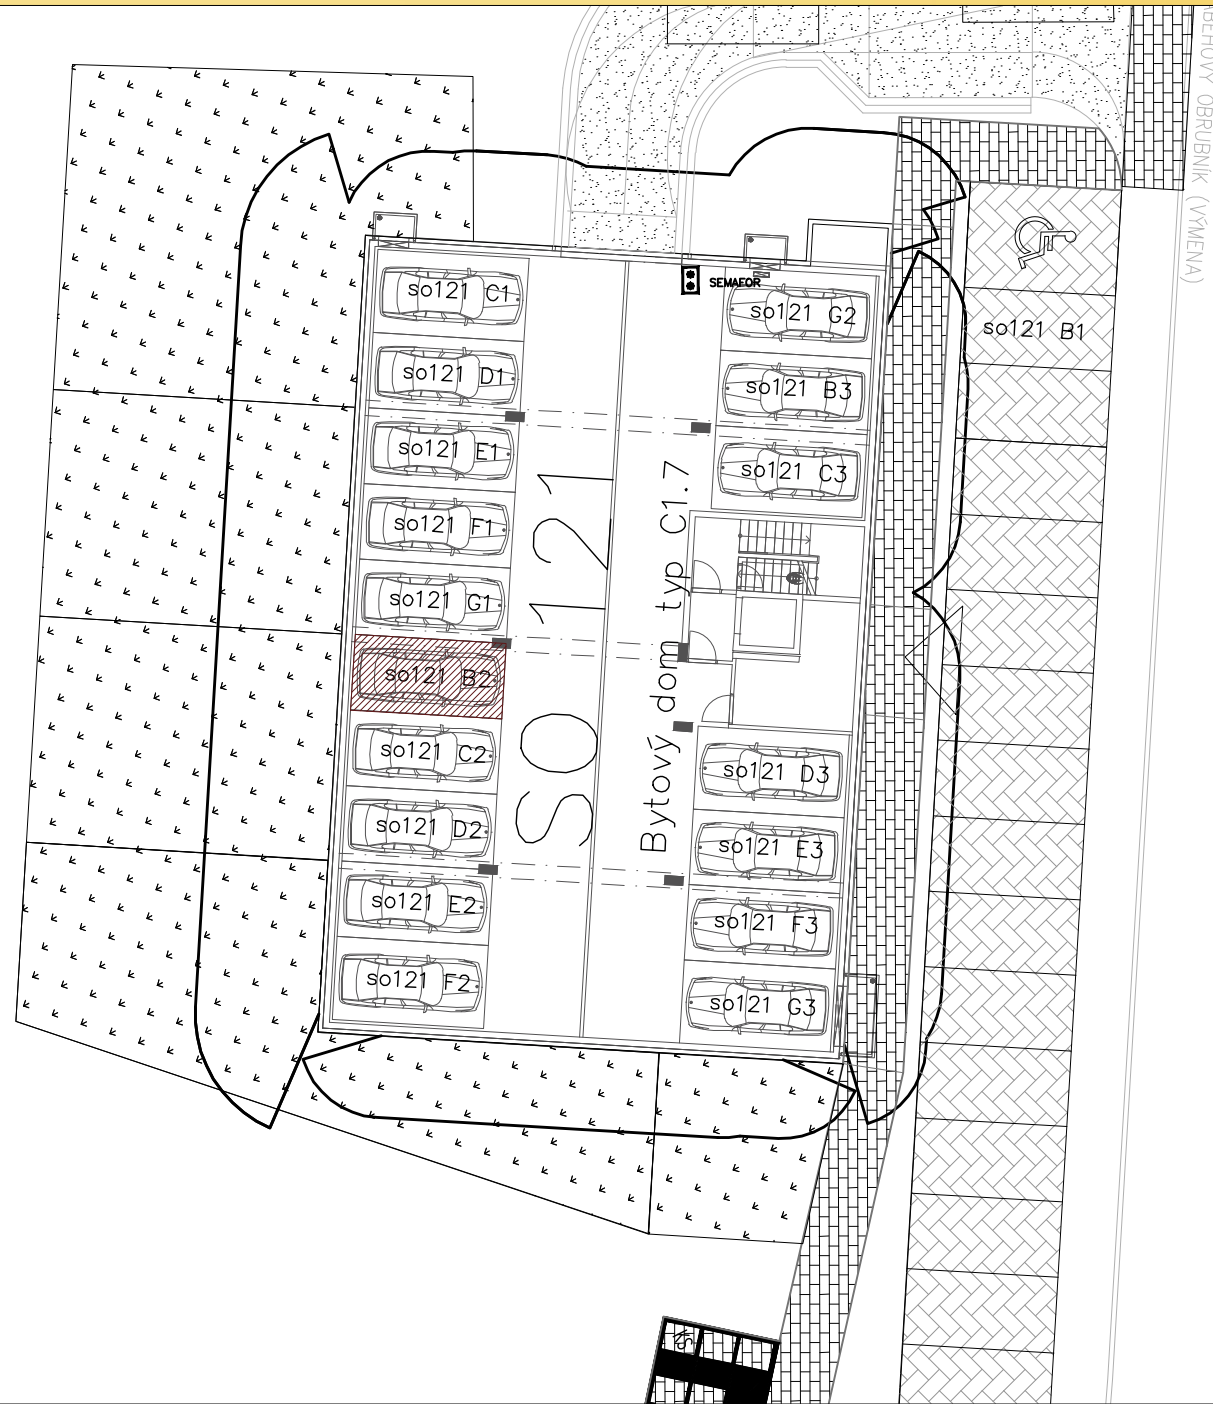 ÁBEHOVÝ OBRUBNÍK (VÝMENA)
SEMAFOR
so121 C1
so121 D1
so121 E1
so121 F1
so121 G1
so121 B2
so121 C2
so121 D2
so121 E2
so121 F2
SO 121
Bytový dom typ C1.7
so121 G2
so121 B3
so121 C3
so121 D3
so121 E3
so121 F3
so121 G3
so121 B1